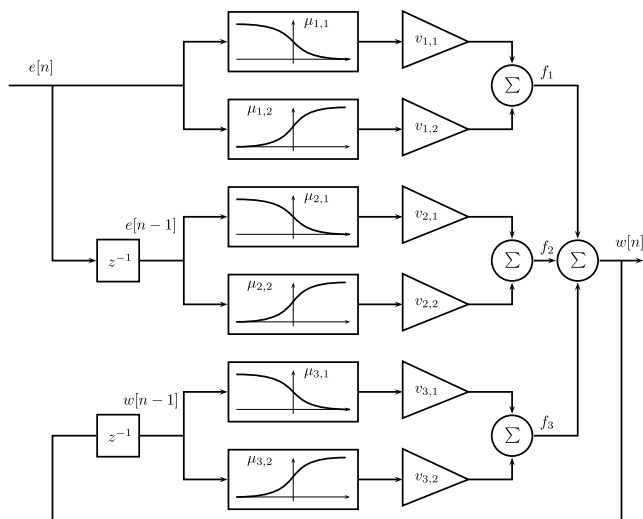 μ₁,₁
v₁,₁
e[n]
f₁
Σ
μ₁,₂
v₁,₂
μ₂,₁
v₂,₁
e[n−1]
w[n]
f₂
z⁻¹
Σ
Σ
μ₂,₂
v₂,₂
μ₃,₁
v₃,₁
w[n−1]
f₃
z⁻¹
Σ
μ₃,₂
v₃,₂